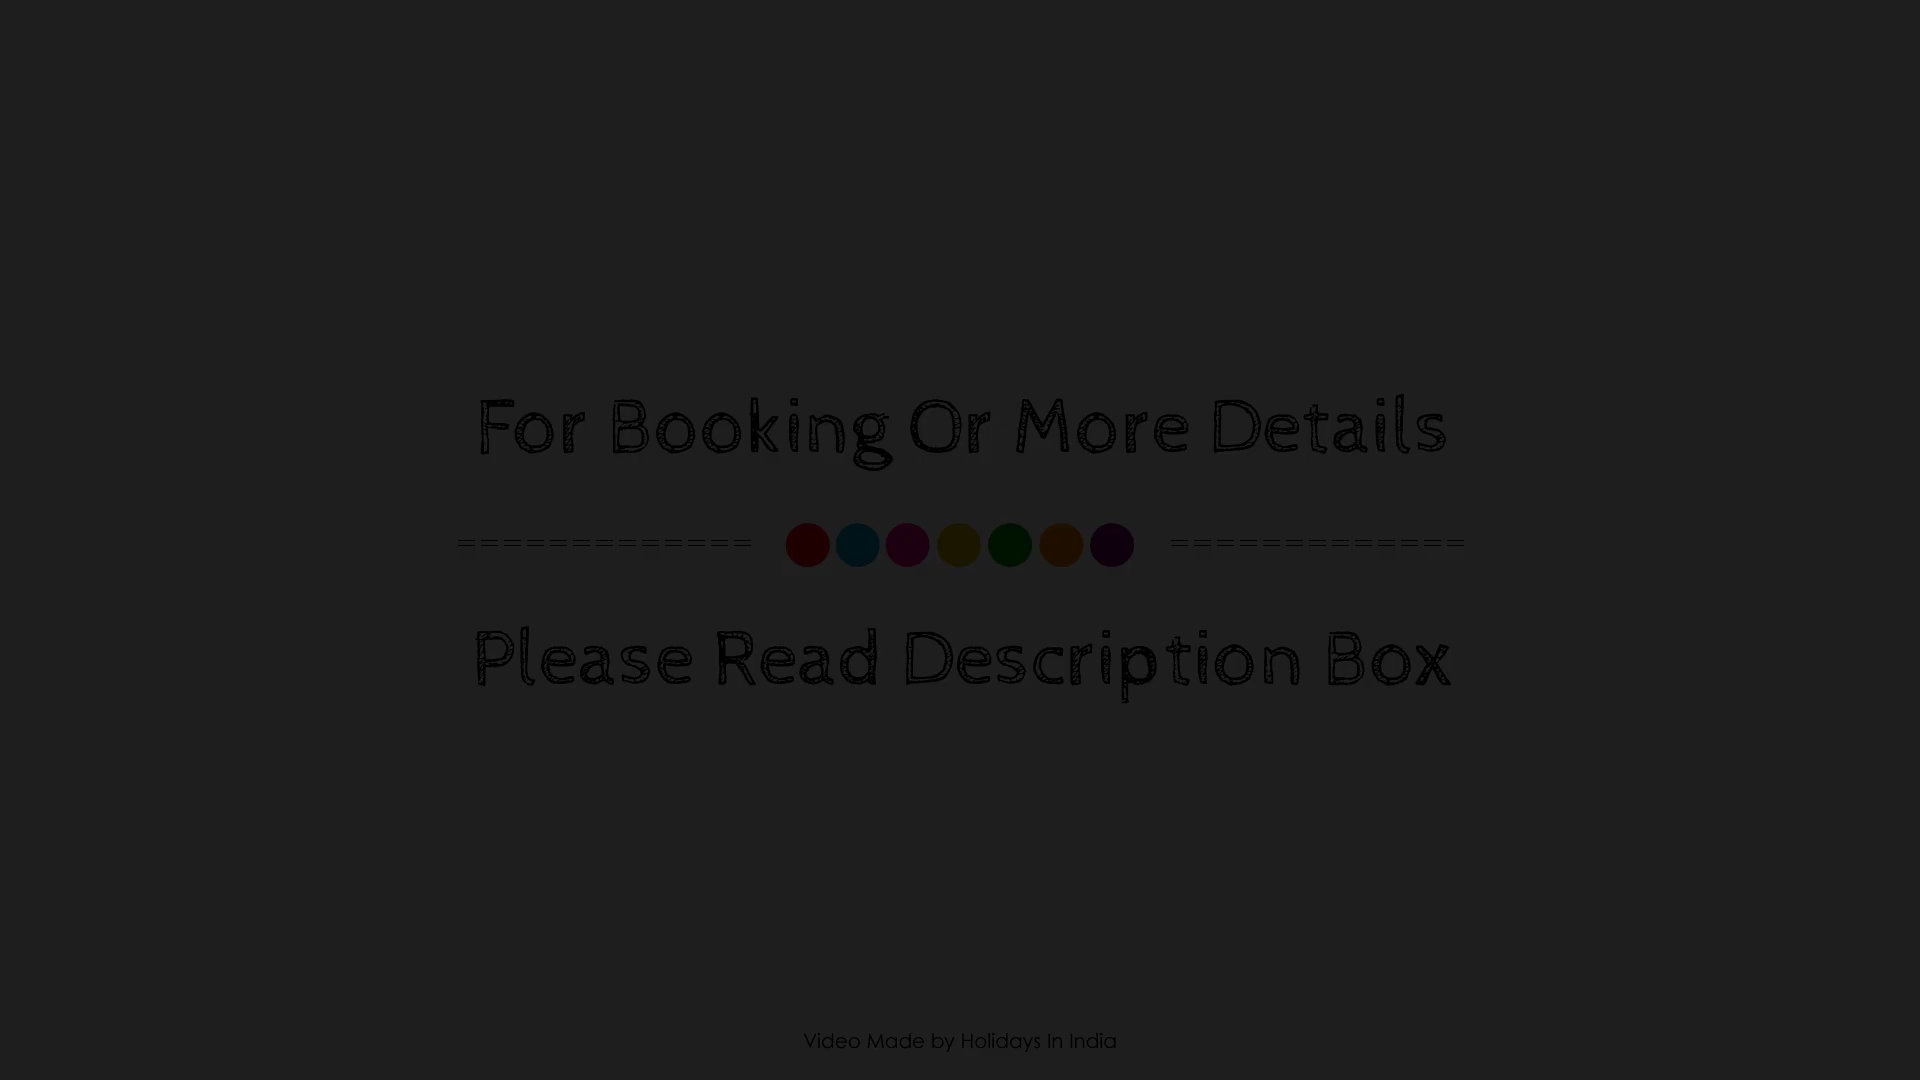 For Booking Or More Details
============= =============
Please Read Description Box
Video Made by Holidays In India